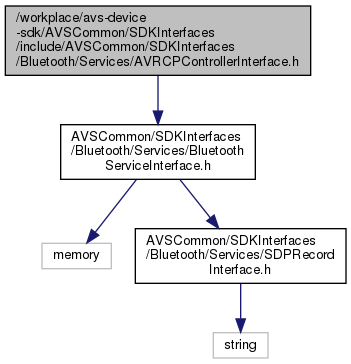 /workplace/avs-device
-sdk/AVSCommon/SDKInterfaces
/include/AVSCommon/SDKInterfaces
/Bluetooth/Services/AVRCPControllerInterface.h
AVSCommon/SDKInterfaces
/Bluetooth/Services/Bluetooth
ServiceInterface.h
memory
AVSCommon/SDKInterfaces
/Bluetooth/Services/SDPRecord
Interface.h
string